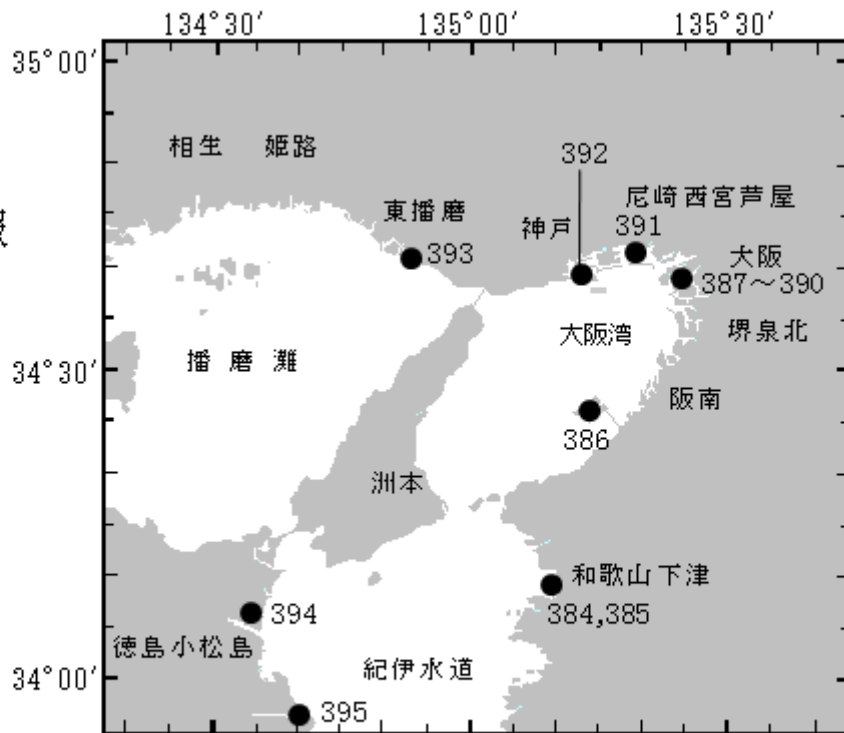 134°30′ 135°00′ 135°30′
35°00′
相生 姫路
392
尼崎西宮芦屋
東播磨
神戸
391
393
大阪
387～390
大阪湾
堺泉北
播磨灘
34°30′
阪南
386
洲本
和歌山下津
394
384,385
徳島小松島
紀伊水道
34°00′
395